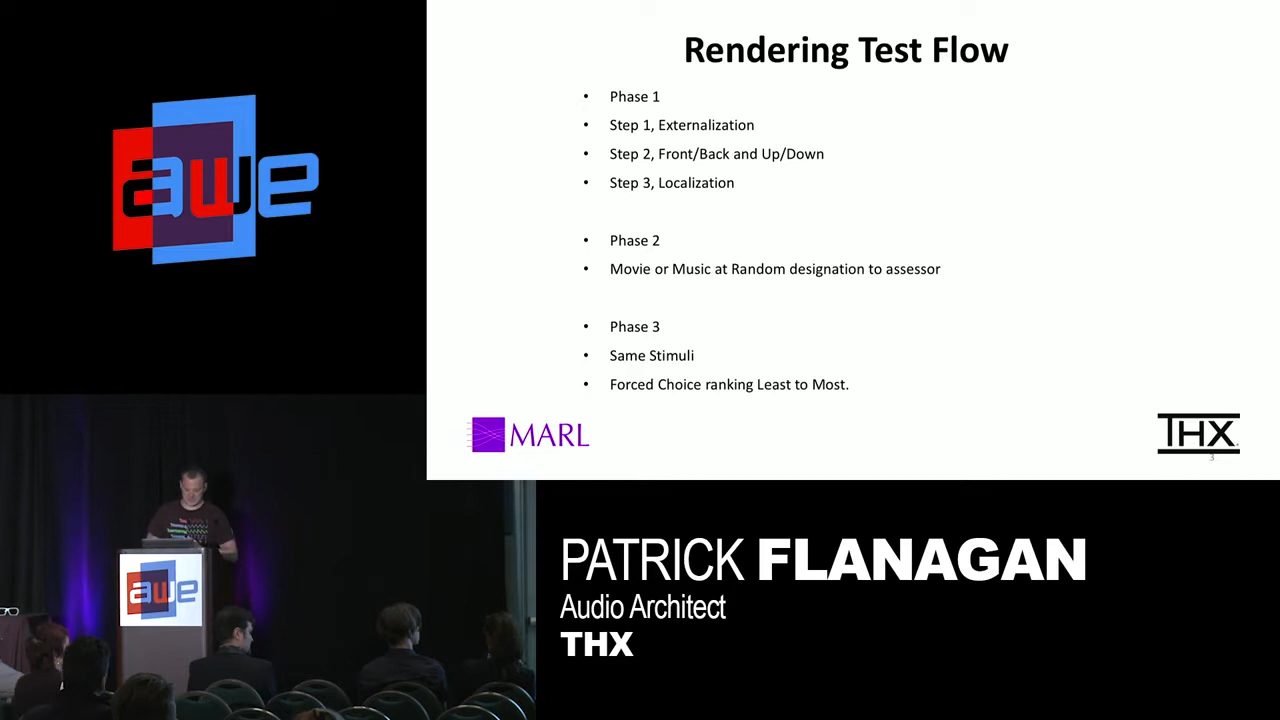 awe
Rendering Test Flow
• Phase 1
• Step 1, Externalization
• Step 2, Front/Back and Up/Down
• Step 3, Localization
• Phase 2
• Movie or Music at Random designation to assessor
• Phase 3
• Same Stimuli
• Forced Choice ranking Least to Most.
MARL
THX
3
awe
PATRICK FLANAGAN
Audio Architect
THX